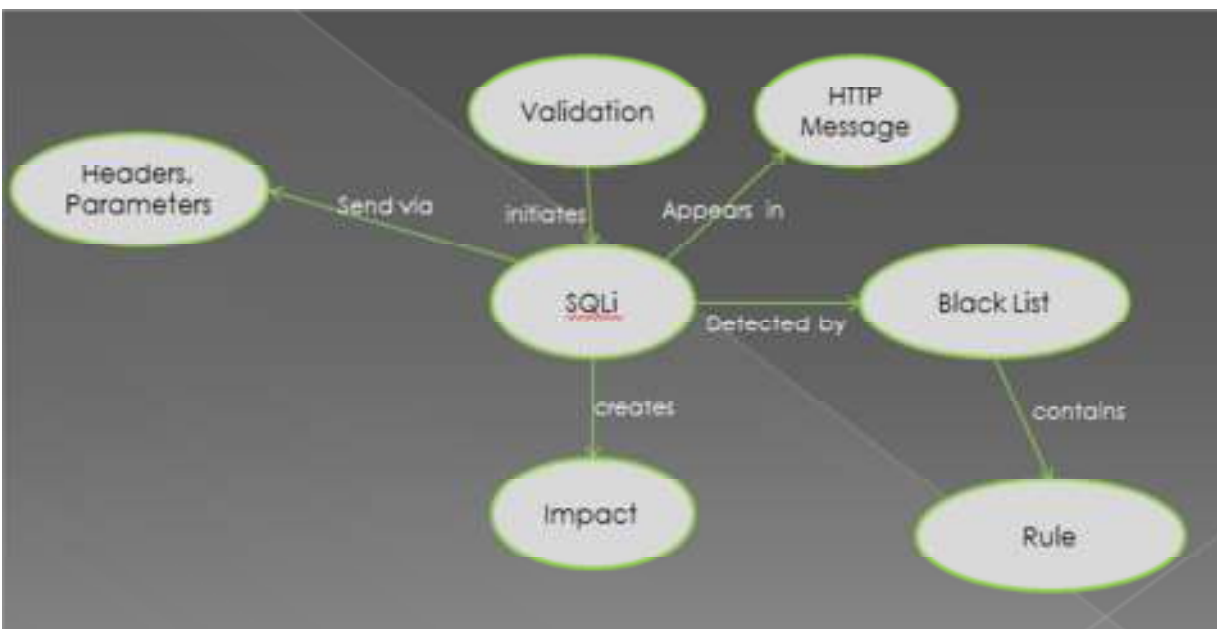 Validation
HTTP
Message
Headers,
Parameters
Send via
initiates
Appears in
SQLi
Detected by
Black List
creates
contains
Impact
Rule